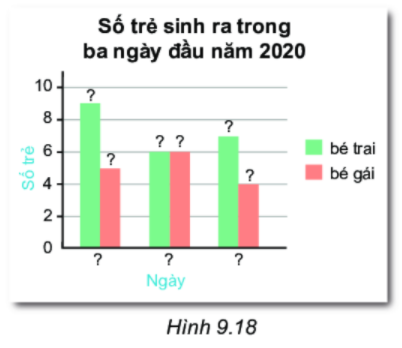 Số trẻ sinh ra trong
ba ngày đầu năm 2020
10
8
6
4
2
0
Số trẻ
?
?
? ?
?
?
? ? ?
Ngày
bé trai
bé gái
Hình 9.18